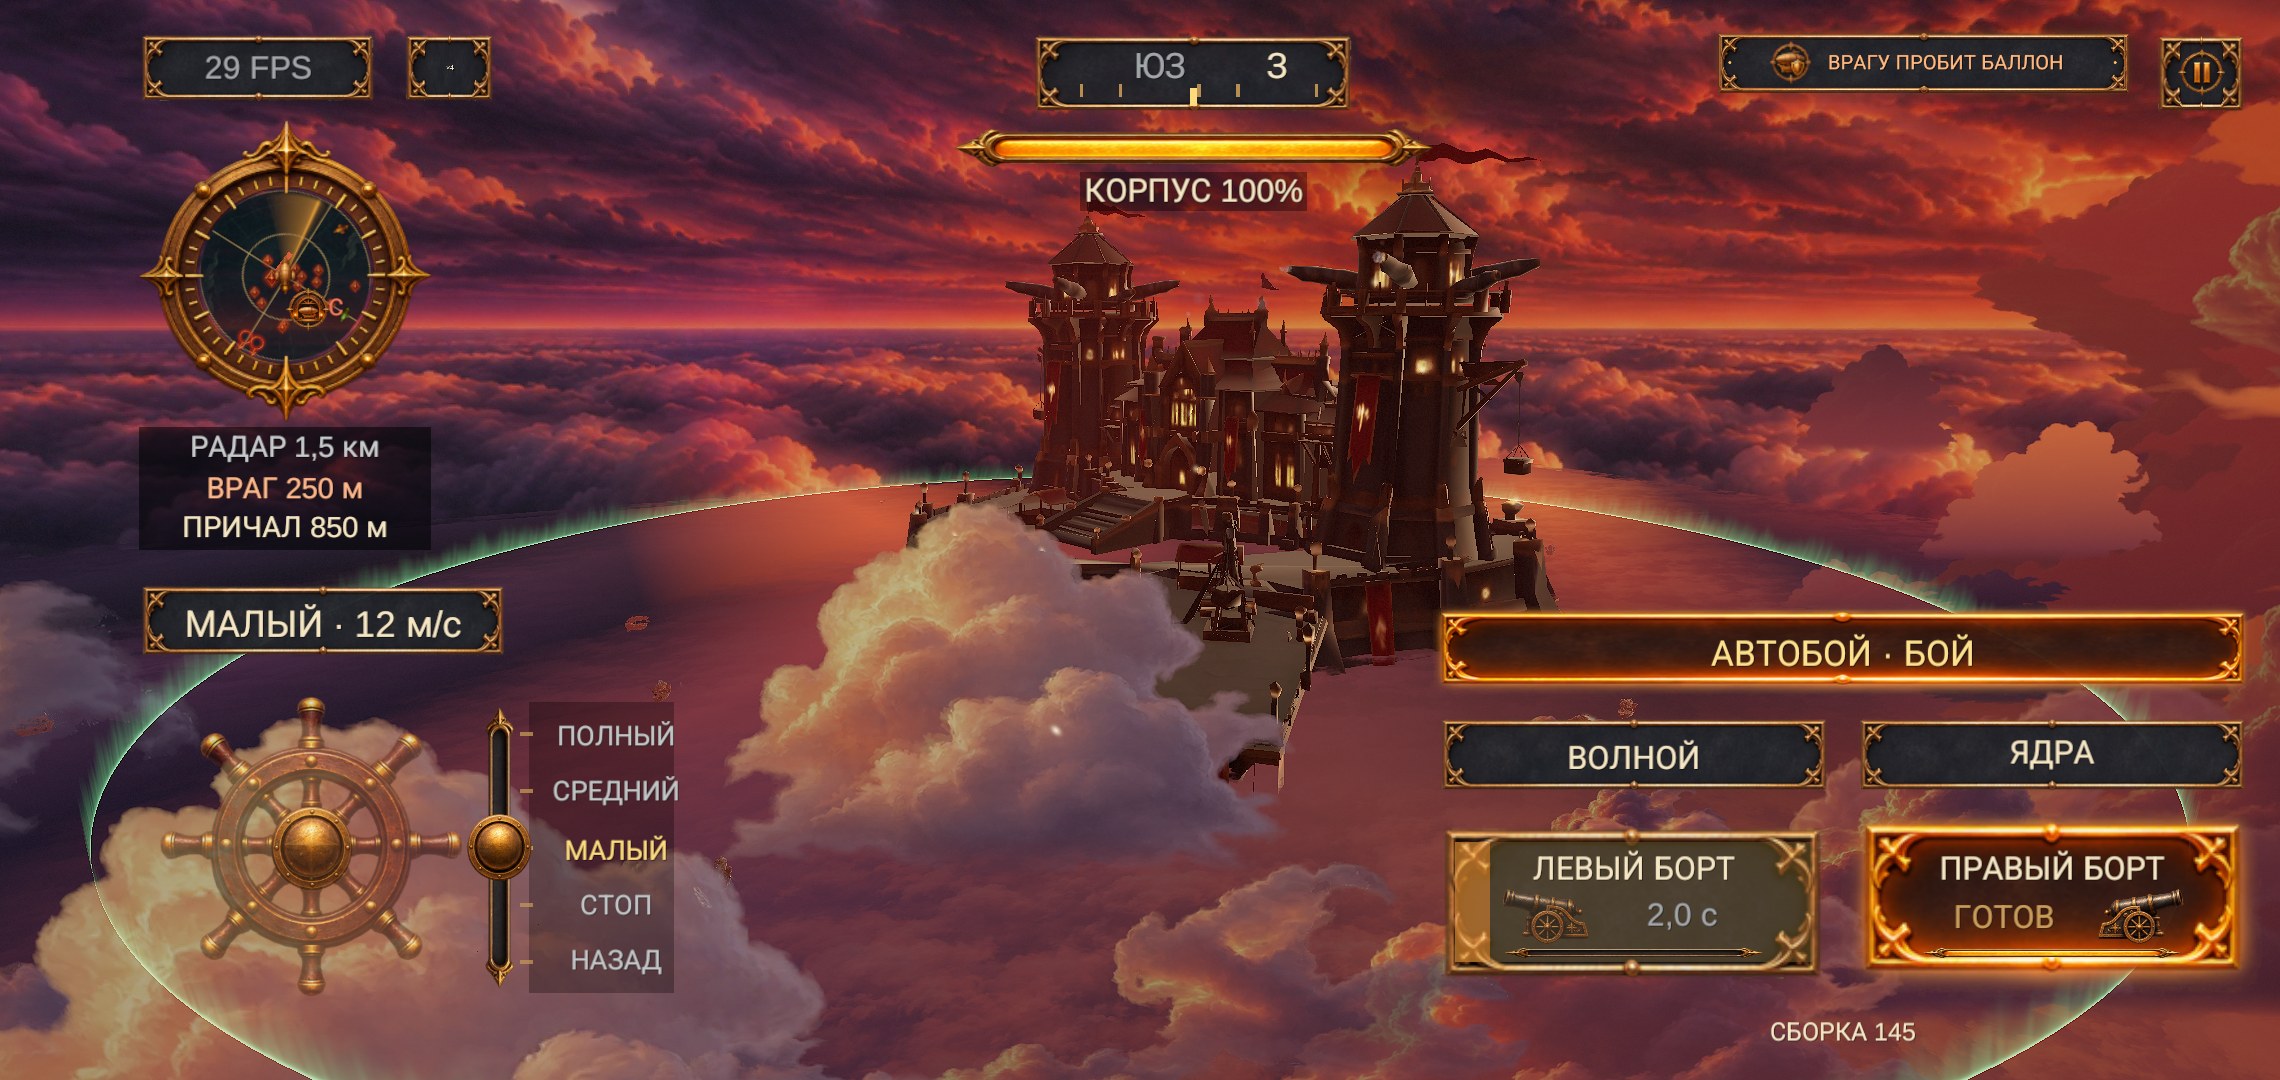 29 FPS
×4
ЮЗ З
ВРАГУ ПРОБИТ БАЛЛОН
КОРПУС 100%
С
РАДАР 1,5 км
ВРАГ 250 м
ПРИЧАЛ 850 м
МАЛЫЙ · 12 м/с
ПОЛНЫЙ
СРЕДНИЙ
МАЛЫЙ
СТОП
НАЗАД
АВТОБОЙ · БОЙ
ВОЛНОЙ
ЯДРА
ЛЕВЫЙ БОРТ
2,0 с
ПРАВЫЙ БОРТ
ГОТОВ
СБОРКА 145